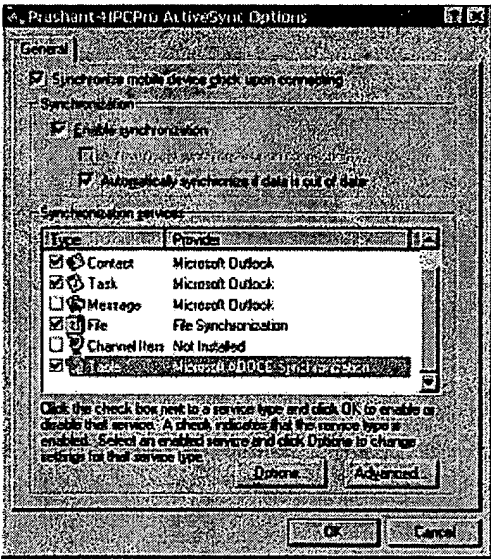 Prashant-HPCPro ActiveSync Options
General
Synchronize mobile device clock upon connecting
Synchronization
Enable synchronization
Automatically synchronize if data is out of date
Synchronization services
Type Provider
Contact Microsoft Outlook
Task Microsoft Outlook
Message Microsoft Outlook
File File Synchronization
Channel Item Not Installed
Microsoft ADOCE Synchronization
Click the check box next to a service type and click OK to enable or
disable that service. A check indicates that the service type is
enabled. Select an enabled service and click Options to change
settings for that service type.
Options... Advanced...
OK Cancel